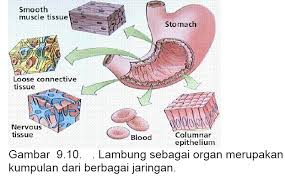 Smooth
muscle tissue
Stomach
Loose connective
tissue
Nervous
tissue
Blood
Columnar
epithelium
Gambar 9.10. . Lambung sebagai organ merupakan
kumpulan dari berbagai jaringan.